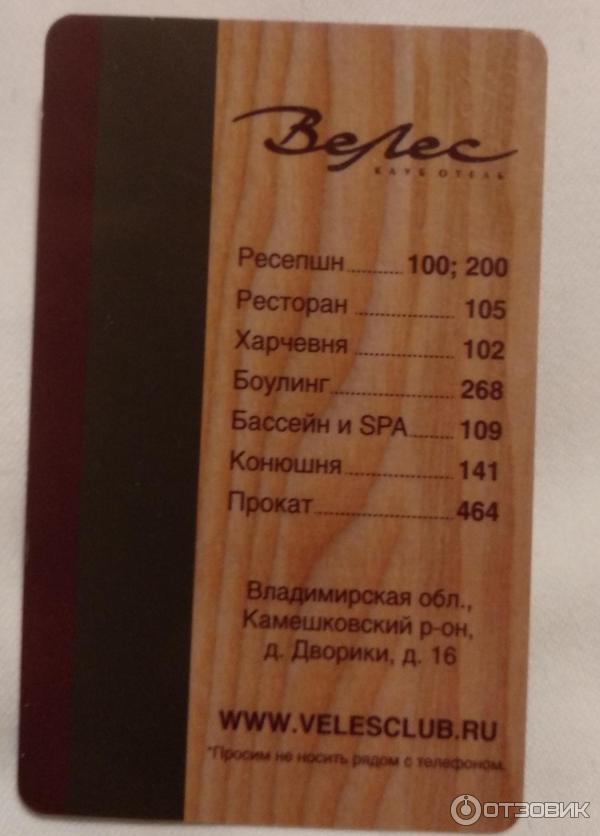 Велес
КЛУБ ОТЕЛЬ
Ресепшн........100; 200
Ресторан ............... 105
Харчевня ............... 102
Боулинг ................. 268
Бассейн и SPA....... 109
Конюшня................ 141
Прокат.................... 464
Владимирская обл.,
Камешковский р-он,
д. Дворики, д. 16
WWW.VELESCLUB.RU
*Просим не носить рядом с телефоном.
ОТЗОВИК